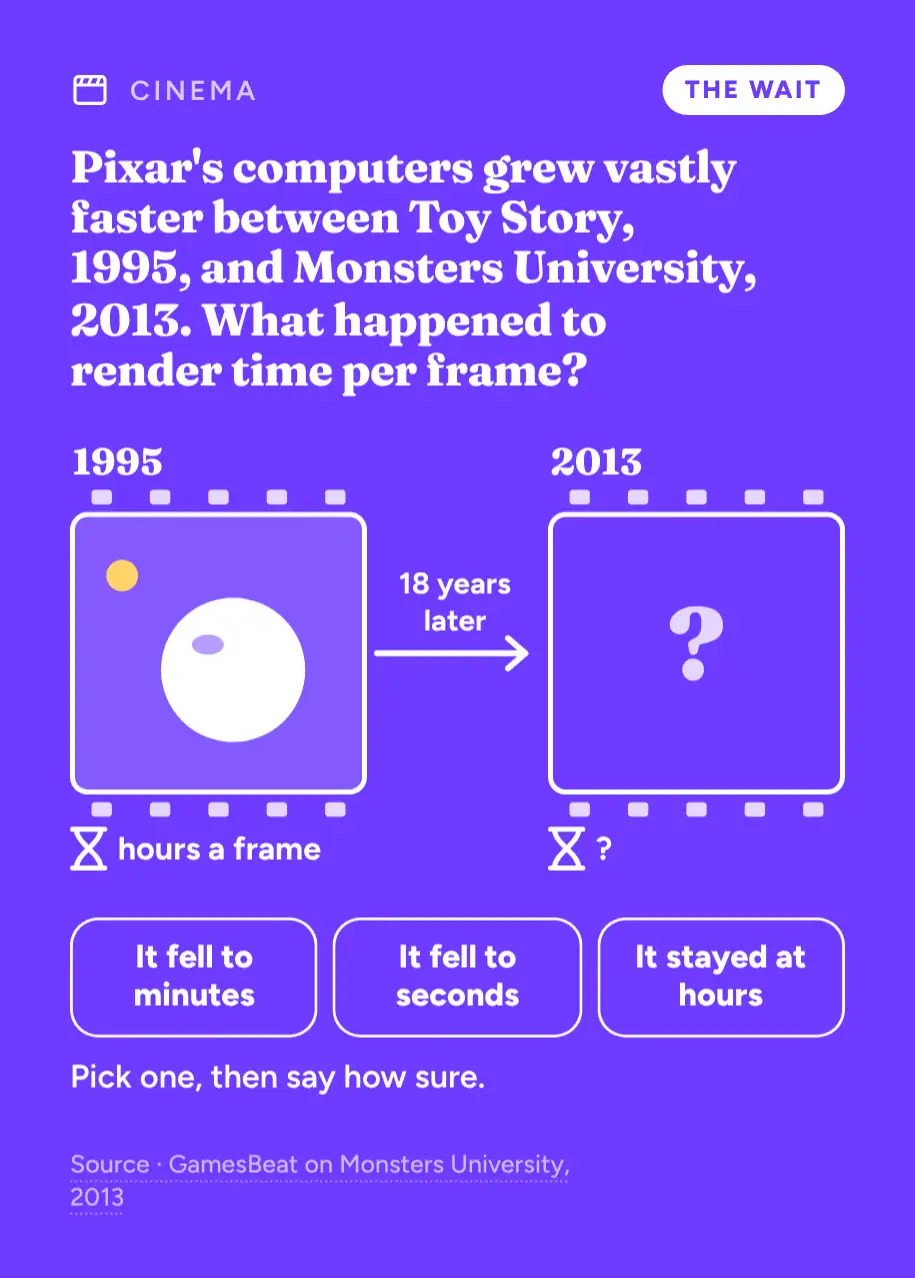 CINEMA
THE WAIT
Pixar's computers grew vastly
faster between Toy Story,
1995, and Monsters University,
2013. What happened to
render time per frame?
1995
2013
18 years
later
?
hours a frame
?
It fell to
minutes
It fell to
seconds
It stayed at
hours
Pick one, then say how sure.
Source · GamesBeat on Monsters University,
2013